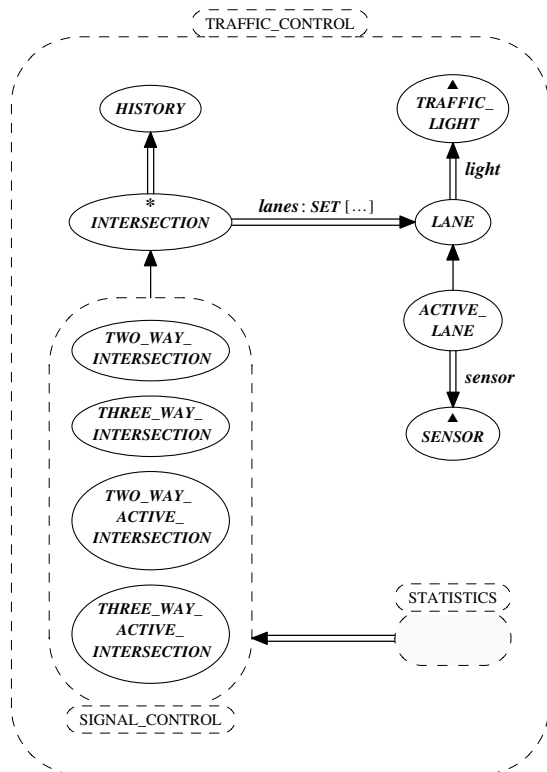 TRAFFIC_CONTROL
HISTORY
TRAFFIC_
LIGHT
light
*
INTERSECTION
lanes: SET […]
LANE
TWO_WAY_
INTERSECTION
ACTIVE_
LANE
sensor
THREE_WAY_
INTERSECTION
SENSOR
TWO_WAY_
ACTIVE_
INTERSECTION
STATISTICS
THREE_WAY_
ACTIVE_
INTERSECTION
SIGNAL_CONTROL